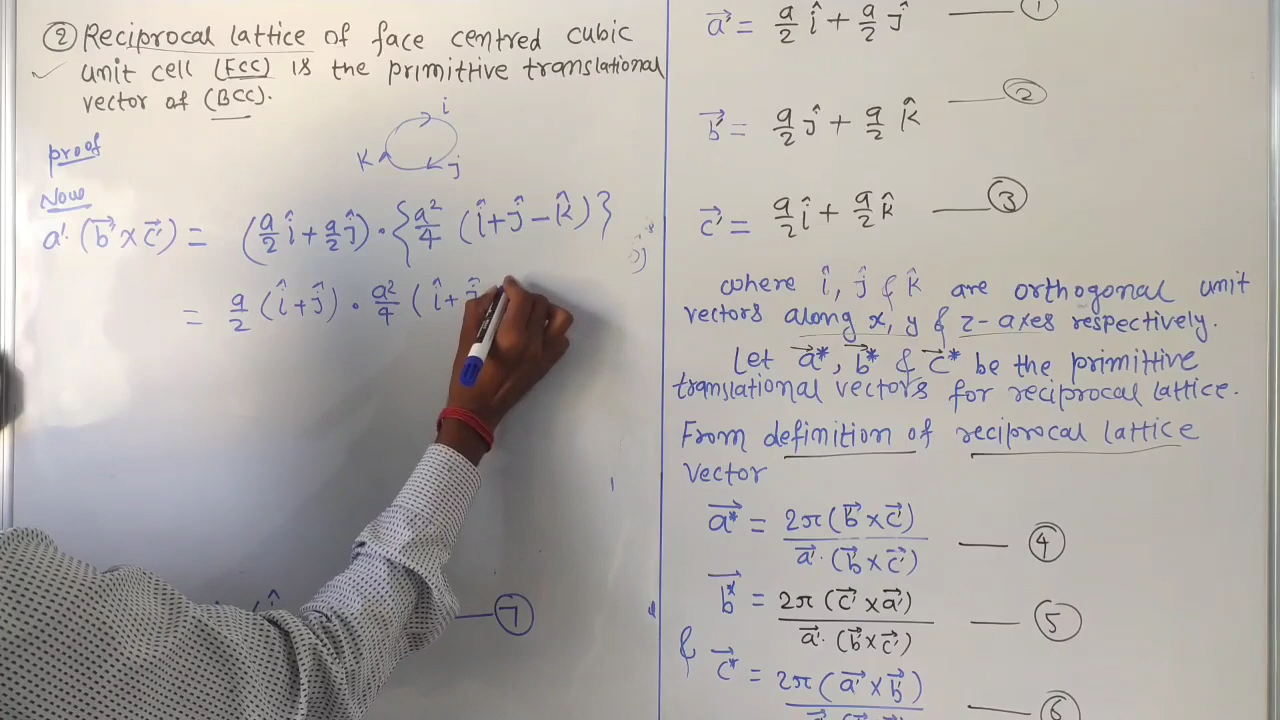 ② Reciprocal lattice of face centred cubic
unit cell (FCC) is the primittive translational
vector of (BCC).
proof
i
K
j
Now
a⃗'. (b⃗' × c⃗') = (a/2 î + a/2 ĵ) • {a²/4 (î + ĵ − k̂)}
= a/2 (î + ĵ) • a²/4 (î + ĵ
— ⑦
a⃗' = a/2 î + a/2 ĵ — ①
b⃗' = a/2 ĵ + a/2 k̂ — ②
c⃗' = a/2 î + a/2 k̂ — ③
where î, ĵ & k̂ are orthogonal unit
vectors along x, y & z-axes respectively.
Let a⃗*, b⃗* & c⃗* be the primittive
translational vectors for reciprocal lattice.
From definition of reciprocal lattice
vector
a⃗* = 2π (b⃗' × c⃗') / a⃗'. (b⃗' × c⃗') — ④
b⃗* = 2π (c⃗' × a⃗') / a⃗'. (b⃗' × c⃗') — ⑤
& c⃗* = 2π (a⃗' × b⃗') — ⑥